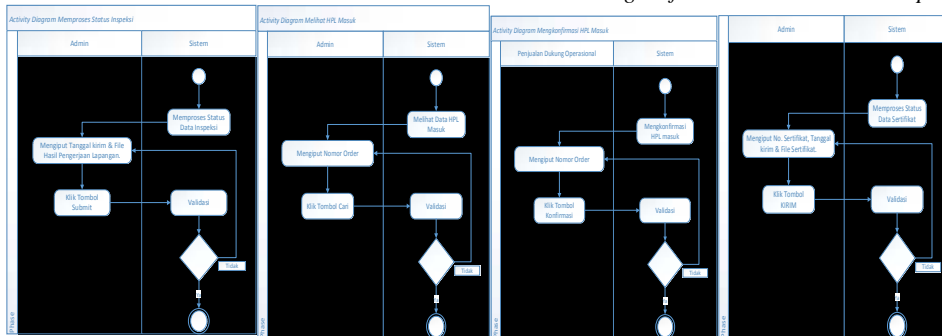 Activity Diagram Memproses Status Inspeksi
Admin
Sistem
Memproses Status
Data Inspeksi
Mengiput Tanggal kirim & File
Hasil Pengerjaan Lapangan.
Klik Tombol
Submit
Validasi
Tidak
Phase
Activity Diagram Melihat HPL Masuk
Admin
Sistem
Melihat Data HPL
Masuk
Mengiput Nomor Order
Klik Tombol Cari
Validasi
Tidak
Phase
Activity Diagram Mengkonfirmasi HPL Masuk
Penjualan Dukung Operasional
Sistem
Mengkonfirmasi
HPL masuk
Mengiput Nomor Order
Klik Tombol
Konfirmasi
Validasi
Tidak
Phase
Admin
Sistem
Memproses Status
Data Sertifikat
Mengiput No. Sertifikat, Tanggal
kirim & File Sertifikat.
Klik Tombol
KIRIM
Validasi
Tidak
Phase